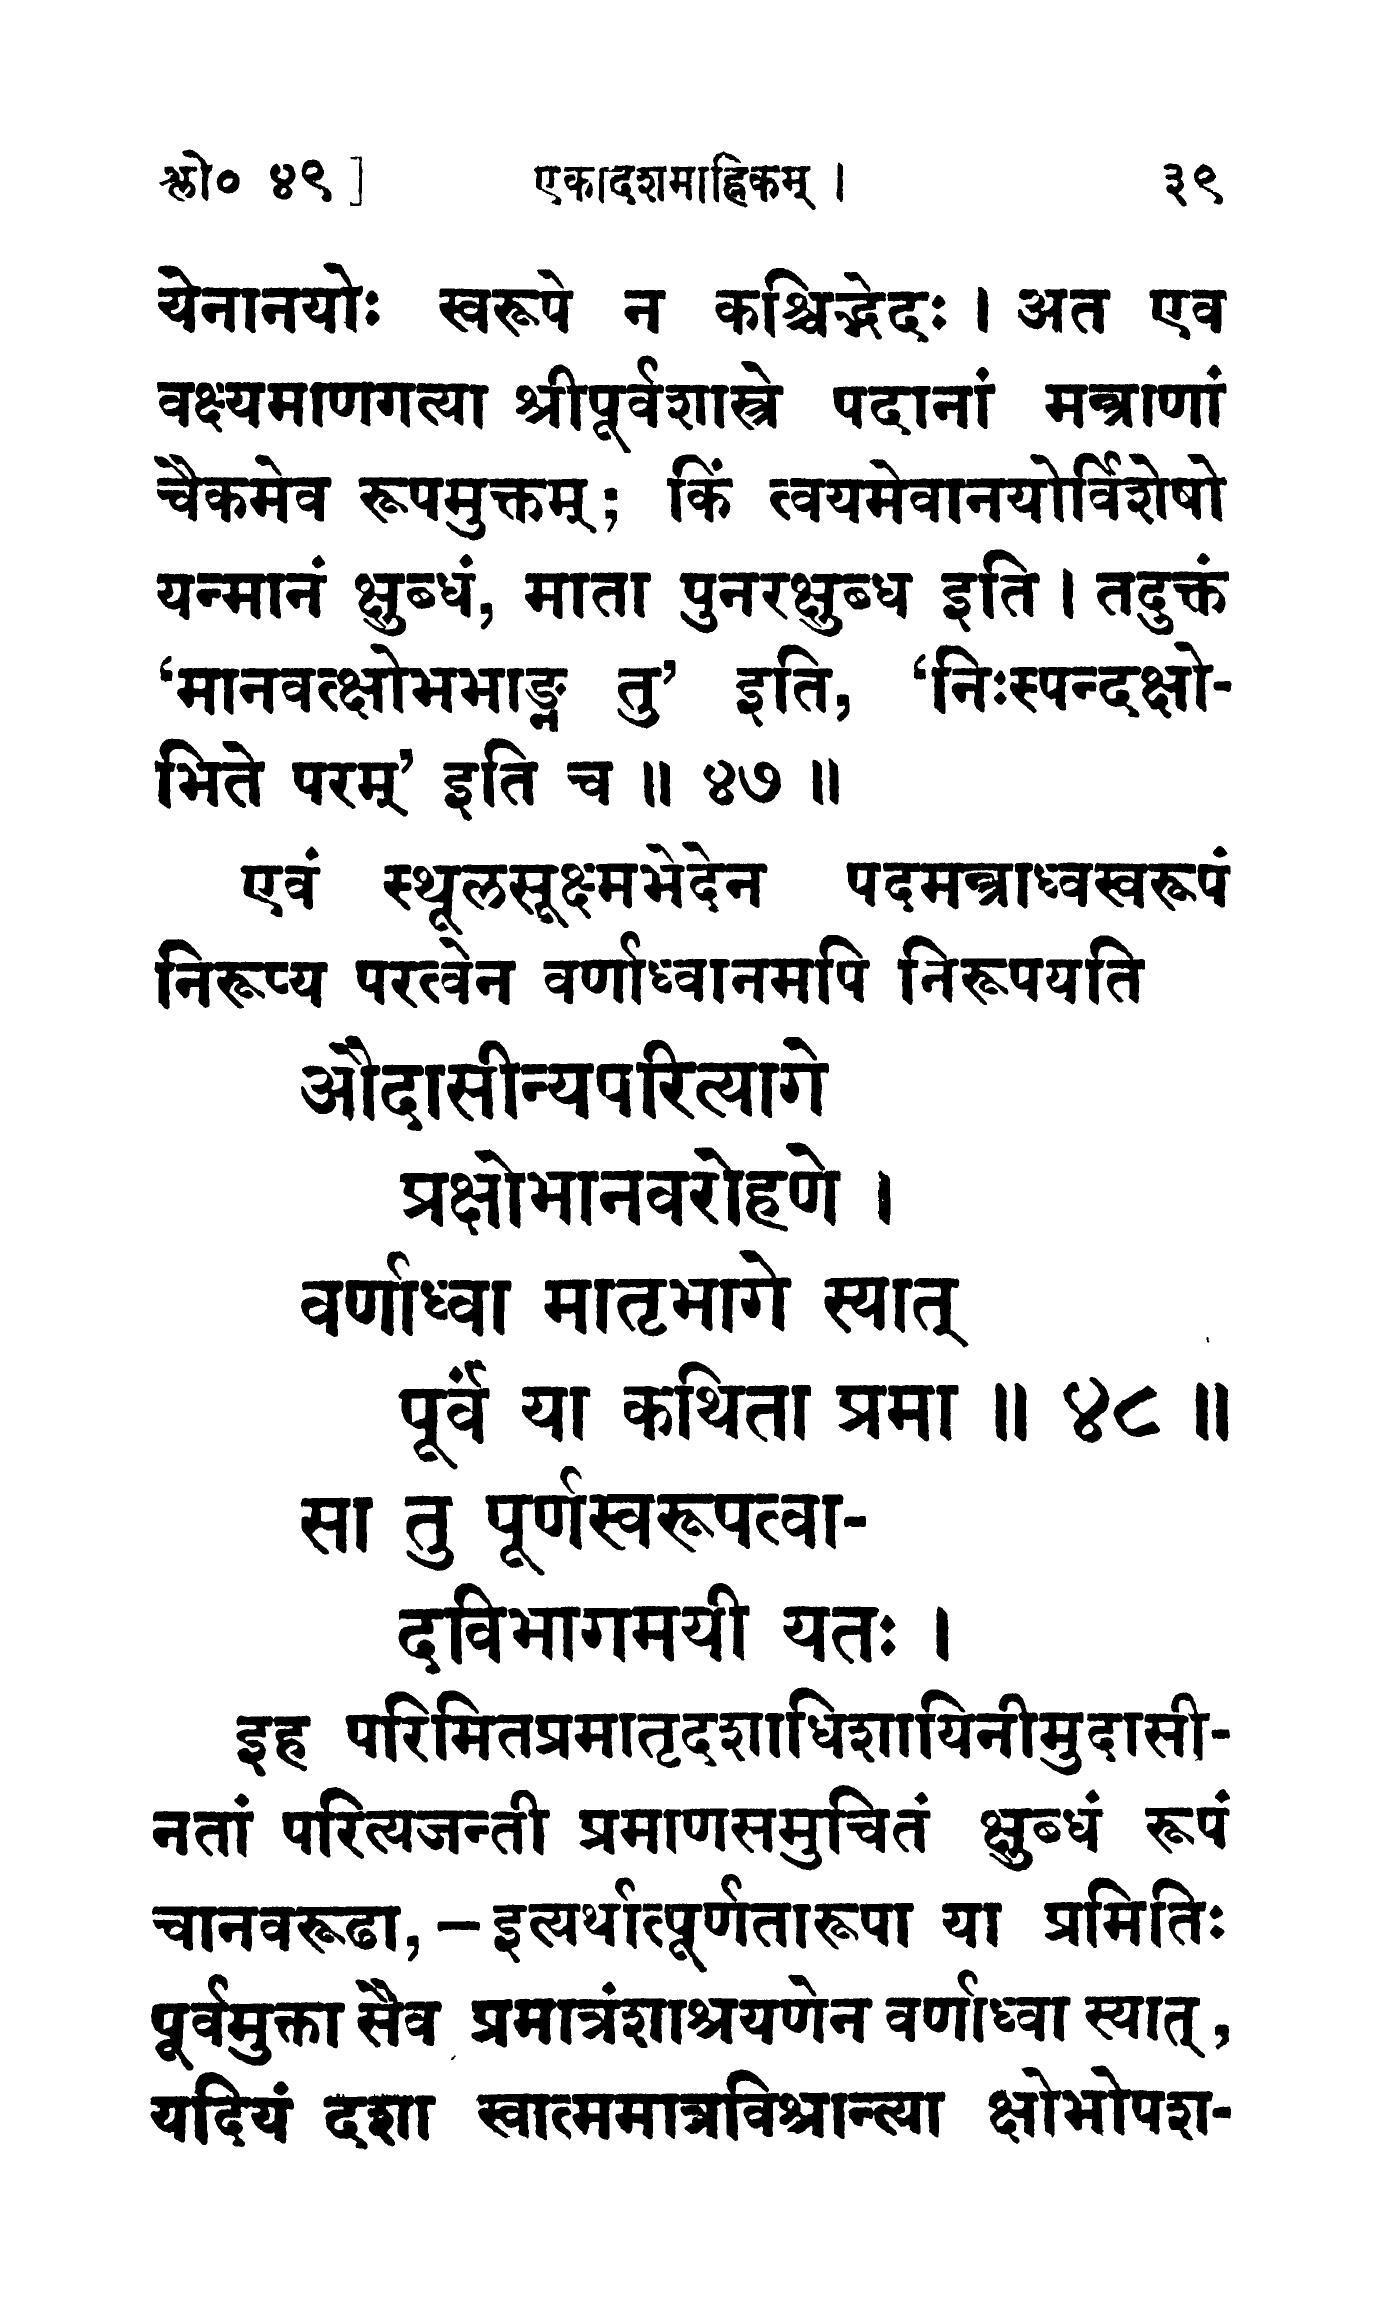 श्लो० ४९] एकादशमाह्निकम् । ३९
येनानयोः स्वरूपे न कश्चिद्भेदः । अत एव
वक्ष्यमाणगत्या श्रीपूर्वशास्त्रे पदानां मन्त्राणां
चैकमेव रूपमुक्तम्; किं त्वयमेवानयोर्विशेषो
यन्मानं क्षुब्धं, माता पुनरक्षुब्ध इति । तदुक्तं
‘मानवत्क्षोभभाङ्न तु’ इति, ‘निःस्पन्दक्षो-
भिते परम्’ इति च ॥ ४७ ॥
एवं स्थूलसूक्ष्मभेदेन पदमन्त्राध्वस्वरूपं
निरूप्य परत्वेन वर्णाध्वानमपि निरूपयति
औदासीन्यपरित्यागे
प्रक्षोभानवरोहणे ।
वर्णाध्वा मातृभागे स्यात्
पूर्वं या कथिता प्रमा ॥ ४८ ॥
सा तु पूर्णस्वरूपत्वा-
दविभागमयी यतः ।
इह परिमितप्रमातृदशाधिशायिनीमुदासी-
नतां परित्यजन्ती प्रमाणसमुचितं क्षुब्धं रूपं
चानवरूढा, – इत्यर्थात्पूर्णतारूपा या प्रमितिः
पूर्वमुक्ता सैव प्रमात्रंशाश्रयणेन वर्णाध्वा स्यात्,
यदियं दशा स्वात्ममात्रविश्रान्त्या क्षोभोपश-